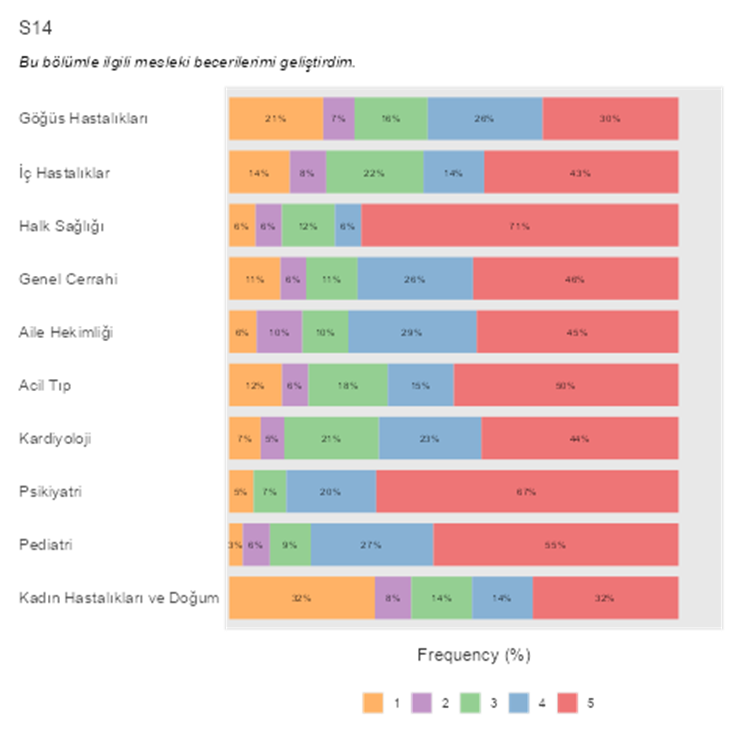 S14
Bu bölümle ilgili mesleki becerilerimi geliştirdim.
Göğüs Hastalıkları 21% 7% 16% 26% 30%
İç Hastalıklar 14% 8% 22% 14% 43%
Halk Sağlığı 6% 6% 12% 6% 71%
Genel Cerrahi 11% 6% 11% 26% 46%
Aile Hekimliği 6% 10% 10% 29% 45%
Acil Tıp 12% 6% 18% 15% 50%
Kardiyoloji 7% 5% 21% 23% 44%
Psikiyatri 5% 7% 20% 67%
Pediatri 3% 6% 9% 27% 55%
Kadın Hastalıkları ve Doğum 32% 8% 14% 14% 32%
Frequency (%)
1 2 3 4 5